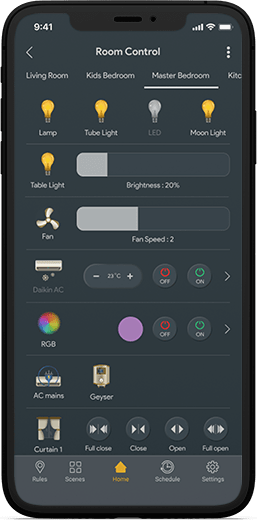 9:41
Room Control
Living Room Kids Bedroom Master Bedroom Kitc
Lamp Tube Light LED Moon Light
Table Light Brightness : 20%
Fan Fan Speed : 2
Daikin AC − 23°C + OFF ON
RGB OFF ON
AC mains Geyser
Curtain 1 Full close Close Open Full open
Rules Scenes Home Schedule Settings